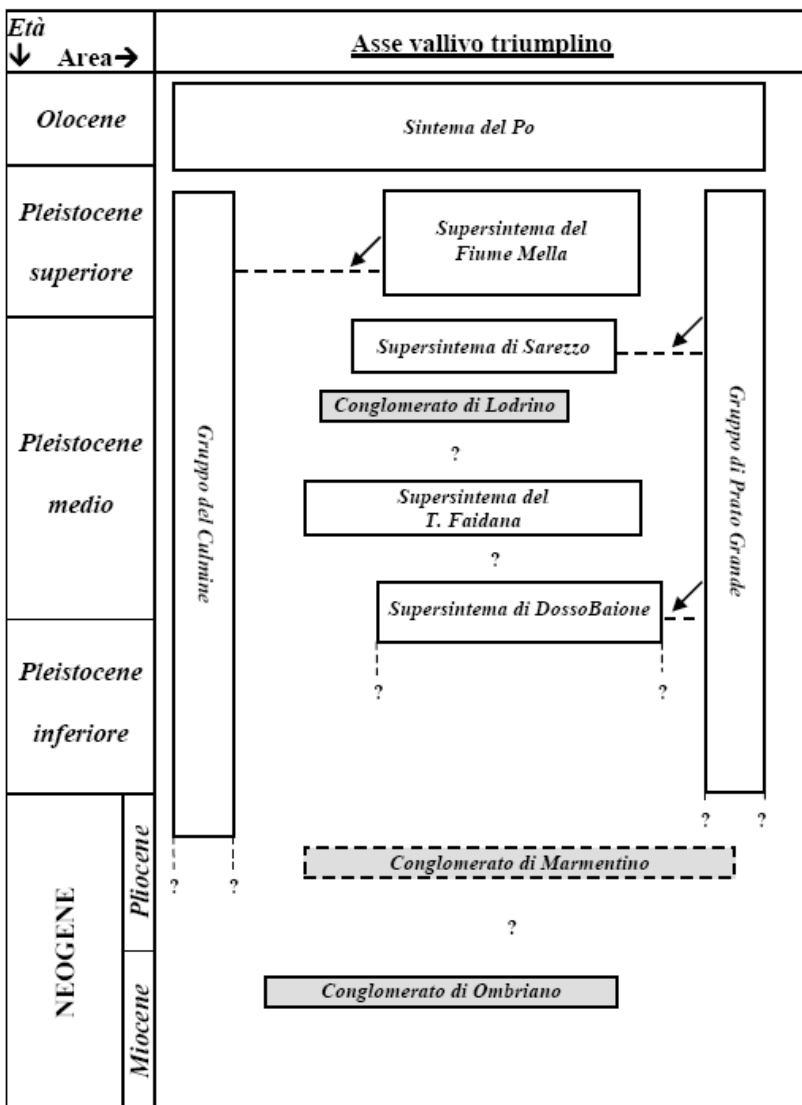 Età
↓ Area→
Asse vallivo triumplino
Olocene
Sintema del Po
Pleistocene
superiore
Supersintema del
Fiume Mella
Pleistocene
medio
Supersintema di Sarezzo
Conglomerato di Lodrino
?
Supersintema del
T. Faidana
?
Supersintema di DossoBaione
? ?
Gruppo del Culmine
Gruppo di Prato Grande
Pleistocene
inferiore
? ?
NEOGENE
Pliocene
Conglomerato di Marmentino
? ?
?
Miocene
Conglomerato di Ombriano